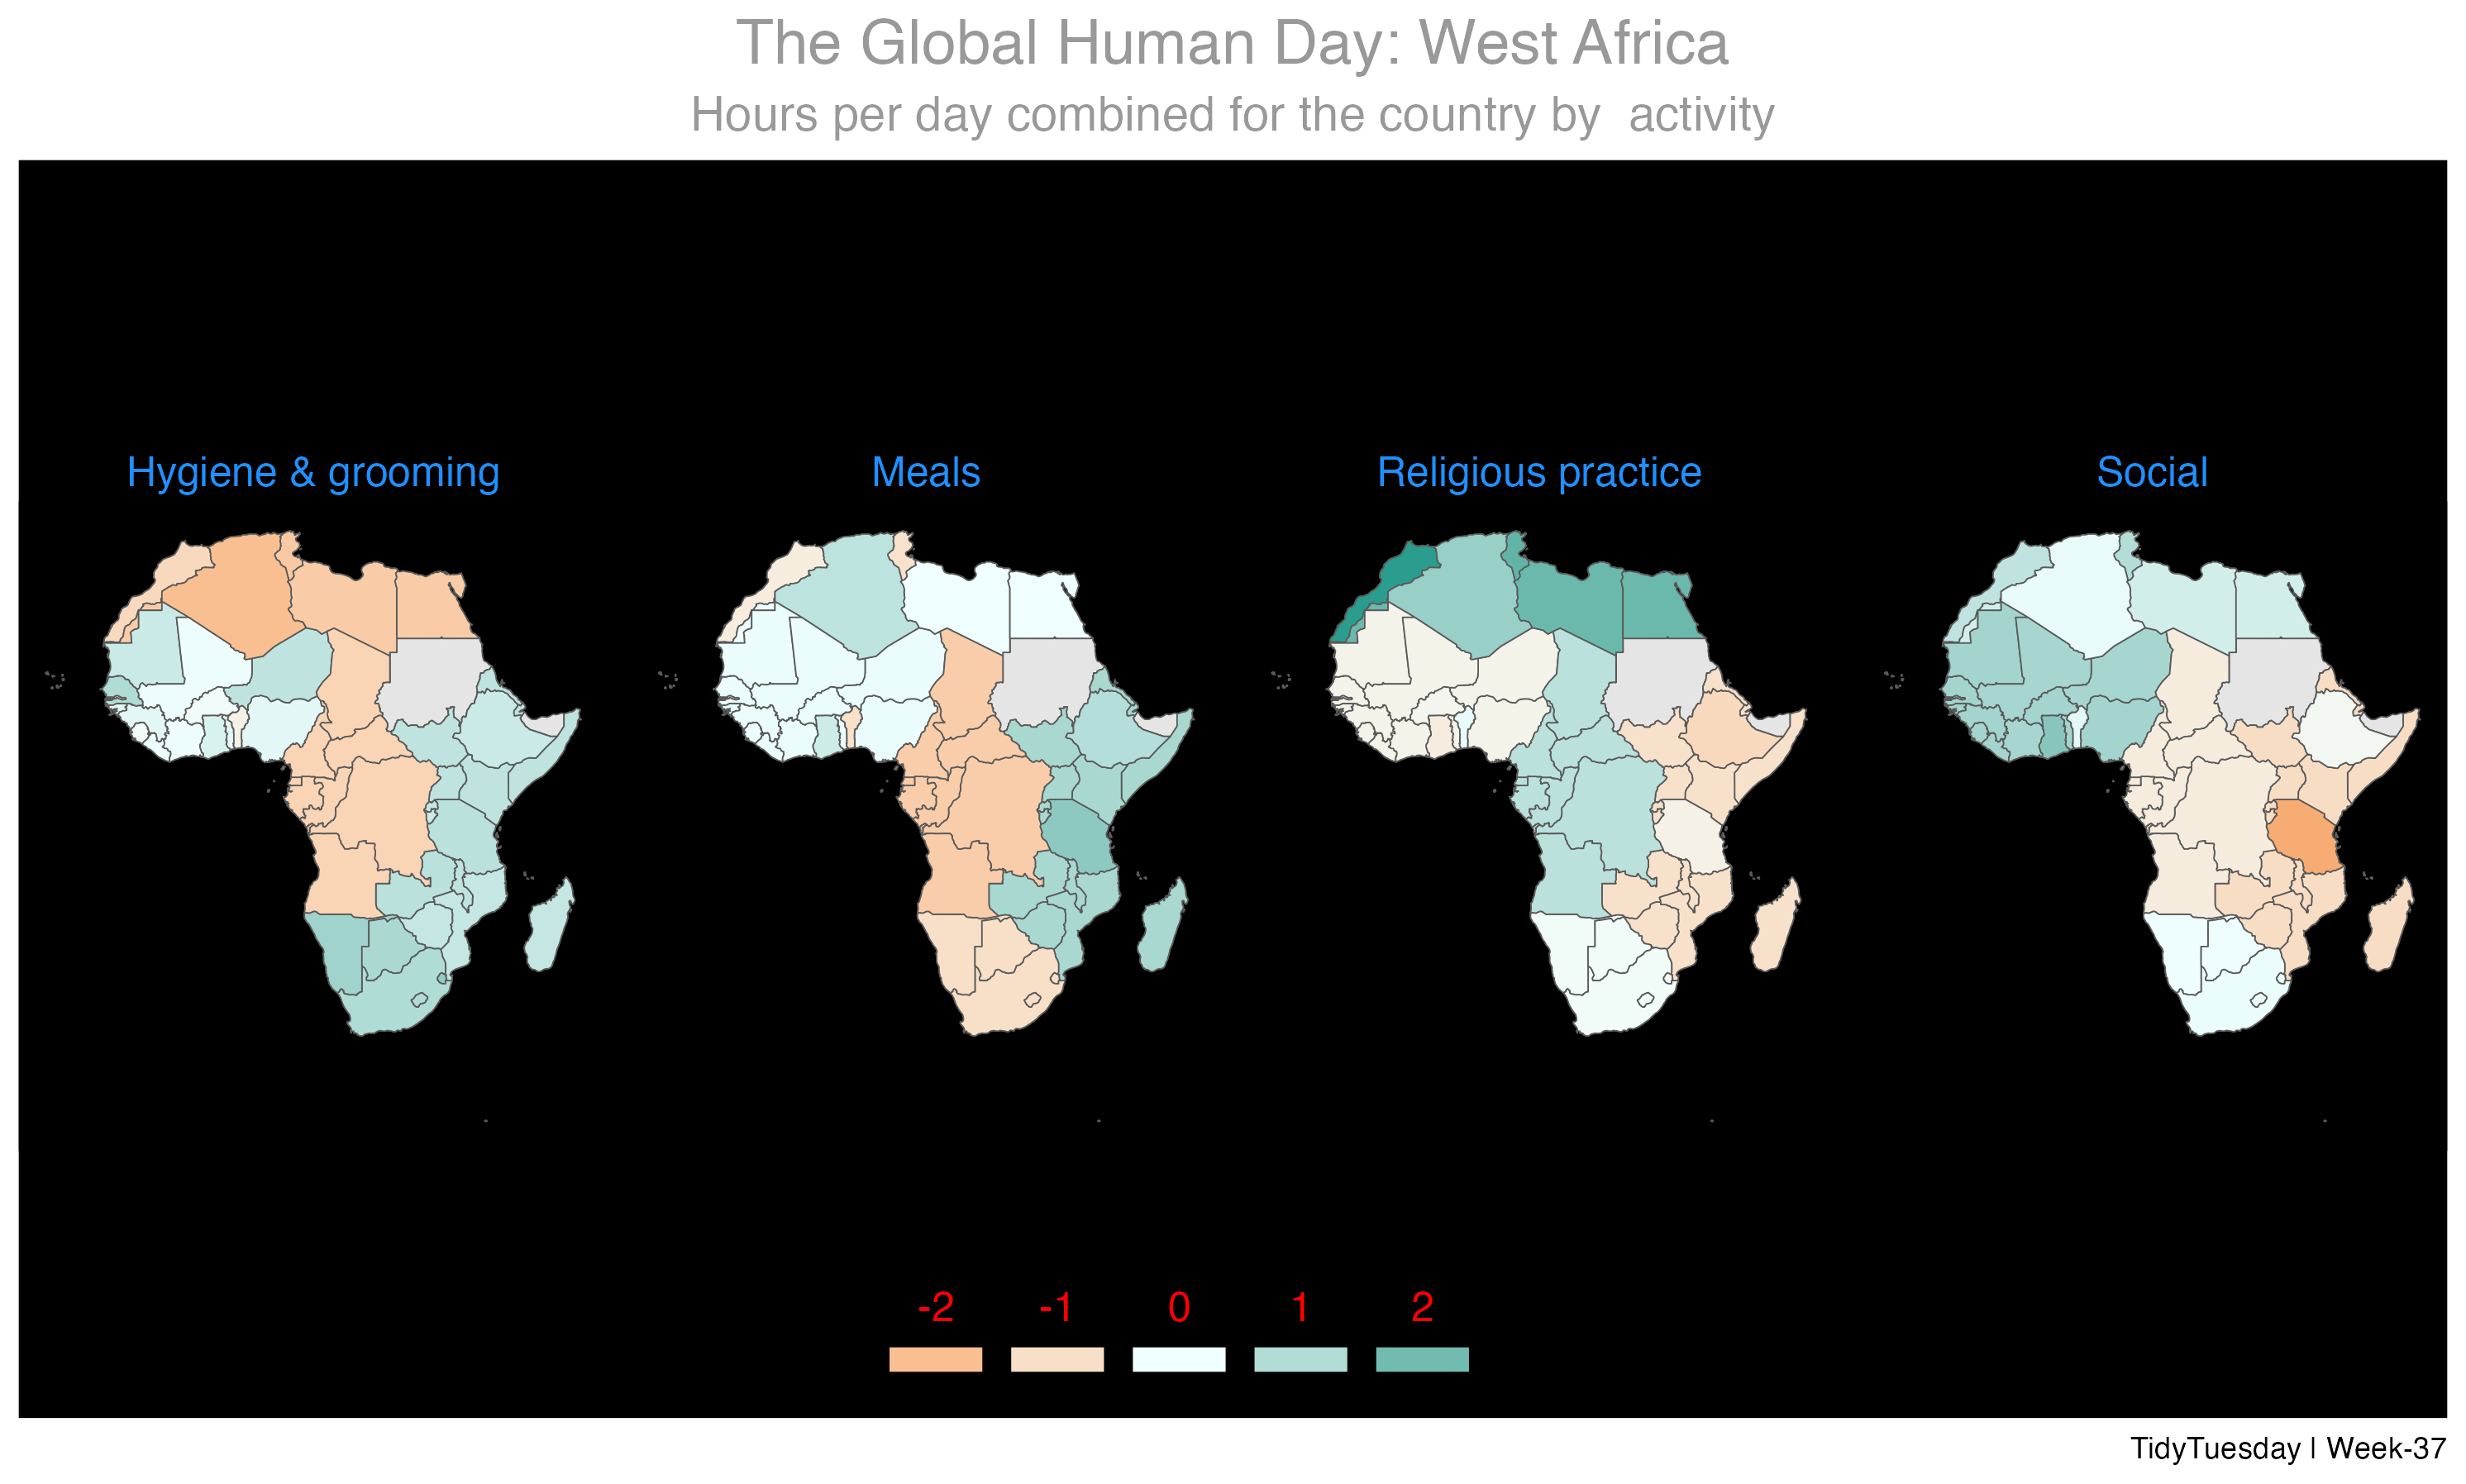 The Global Human Day: West Africa
Hours per day combined for the country by  activity
Hygiene & grooming
Meals
Religious practice
Social
-2 -1 0 1 2
TidyTuesday | Week-37